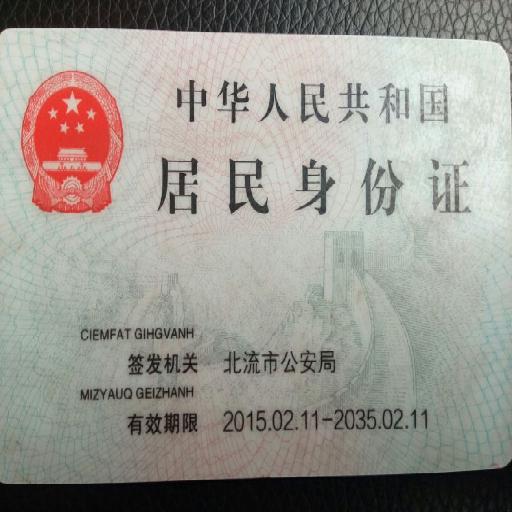 中华人民共和国
居民身份证
CIEMFAT GIHGVANH
签发机关 北流市公安局
MIZYAUQ GEIZHANH
有效期限 2015.02.11-2035.02.11